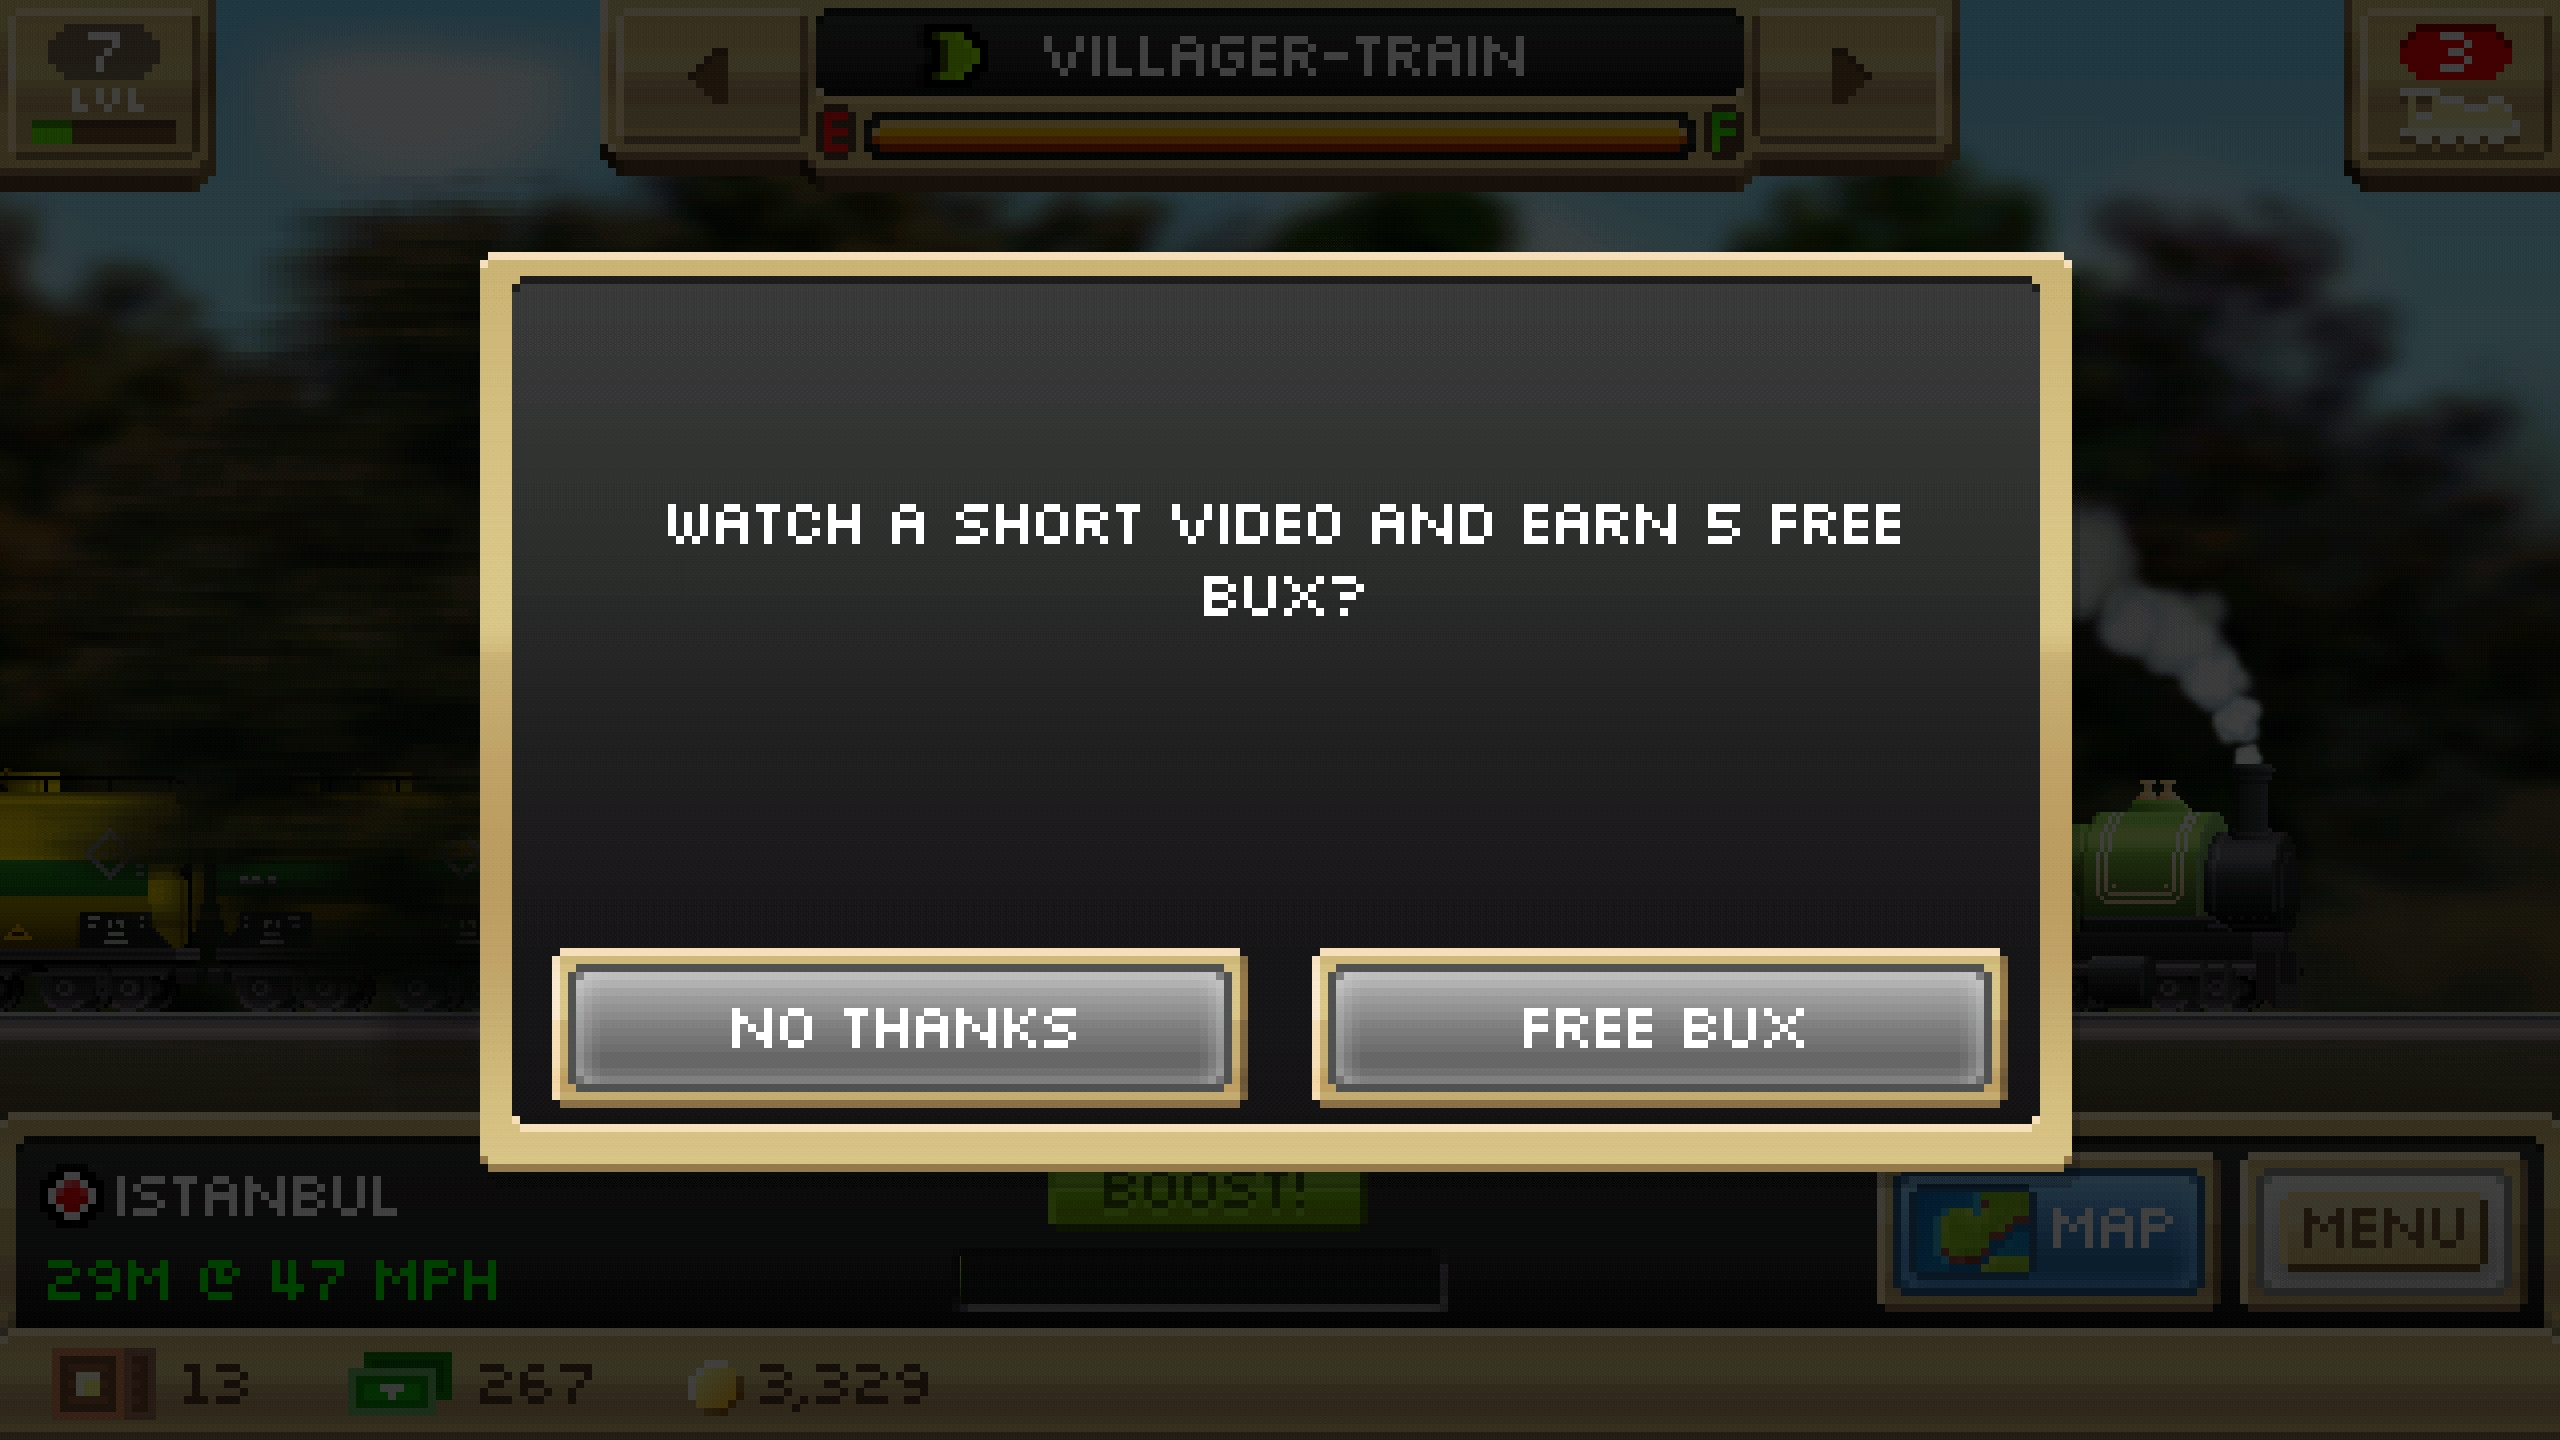 7
LVL
VILLAGER-TRAIN
E F
3
WATCH A SHORT VIDEO AND EARN 5 FREE
BUX?
NO THANKS
FREE BUX
ISTANBUL
29M @ 47 MPH
BOOST!
MAP
MENU
13
267
3,329